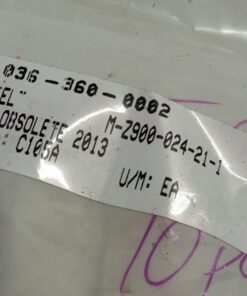 036-360-0002
EL"
OBSOLETE 2013 M-Z900-024-21-1
C105A
U/M: EA